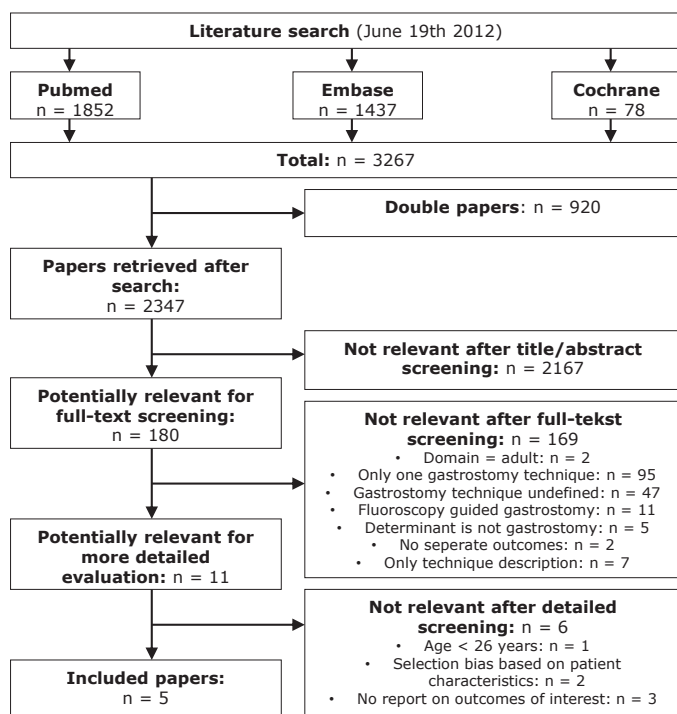 Literature search (June 19th 2012)
Pubmed
n = 1852
Embase
n = 1437
Cochrane
n = 78
Total: n = 3267
Double papers: n = 920
Papers retrieved after
search:
n = 2347
Not relevant after title/abstract
screening: n = 2167
Potentially relevant for
full-text screening:
n = 180
Not relevant after full-tekst
screening: n = 169
• Domain = adult: n = 2
• Only one gastrostomy technique: n = 95
• Gastrostomy technique undefined: n = 47
• Fluoroscopy guided gastrostomy: n = 11
• Determinant is not gastrostomy: n = 5
• No seperate outcomes: n = 2
• Only technique description: n = 7
Potentially relevant for
more detailed
evaluation: n = 11
Not relevant after detailed
screening: n = 6
• Age < 26 years: n = 1
• Selection bias based on patient
characteristics: n = 2
• No report on outcomes of interest: n = 3
Included papers:
n = 5